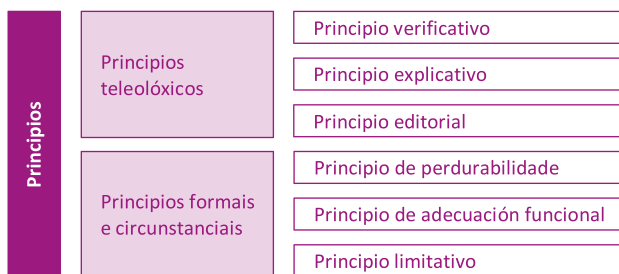 Principios
Principios
teleolóxicos
Principio verificativo
Principio explicativo
Principio editorial
Principios formais
e circunstanciais
Principio de perdurabilidade
Principio de adecuación funcional
Principio limitativo